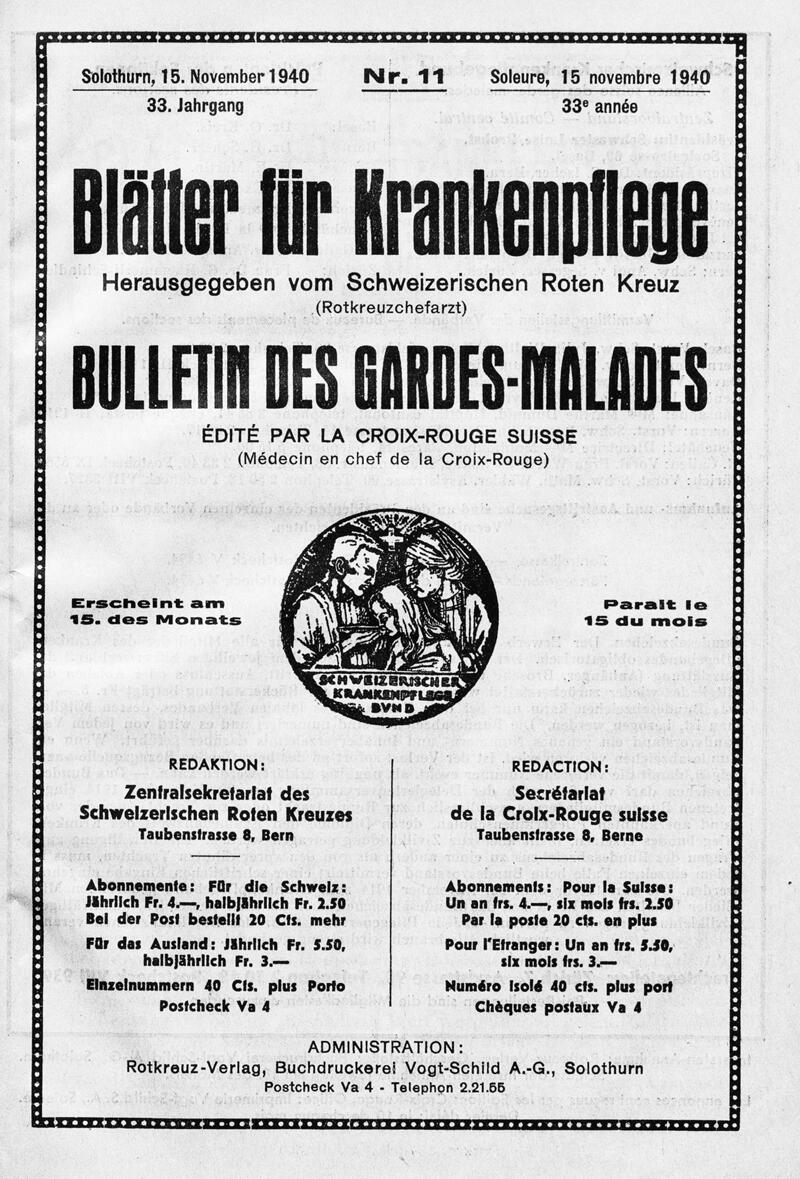 Solothurn, 15. November 1940
33. Jahrgang
Nr. 11
Soleure, 15 novembre 1940
33e année
Blätter für Krankenpflege
Herausgegeben vom Schweizerischen Roten Kreuz
(Rotkreuzchefarzt)
BULLETIN DES GARDES-MALADES
ÉDITÉ PAR LA CROIX-ROUGE SUISSE
(Médecin en chef de la Croix-Rouge)
Erscheint am
15. des Monats
SCHWEIZERISCHER
KRANKENPFLEGE
BVND
Paraît le
15 du mois
REDAKTION:
Zentralsekretariat des
Schweizerischen Roten Kreuzes
Taubenstrasse 8, Bern
Abonnemente: Für die Schweiz:
Jährlich Fr. 4.—, halbjährlich Fr. 2.50
Bei der Post bestellt 20 Cts. mehr
Für das Ausland: Jährlich Fr. 5.50,
halbjährlich Fr. 3.—
Einzelnummern 40 Cts. plus Porto
Postcheck Va 4
REDACTION:
Secrétariat
de la Croix-Rouge suisse
Taubenstrasse 8, Berne
Abonnements: Pour la Suisse:
Un an frs. 4.—, six mois frs. 2.50
Par la poste 20 cts. en plus
Pour l'Etranger: Un an frs. 5.50,
six mois frs. 3.—
Numéro isolé 40 cts. plus port
Chèques postaux Va 4
ADMINISTRATION:
Rotkreuz-Verlag, Buchdruckerei Vogt-Schild A.-G., Solothurn
Postcheck Va 4 - Telephon 2.21.55